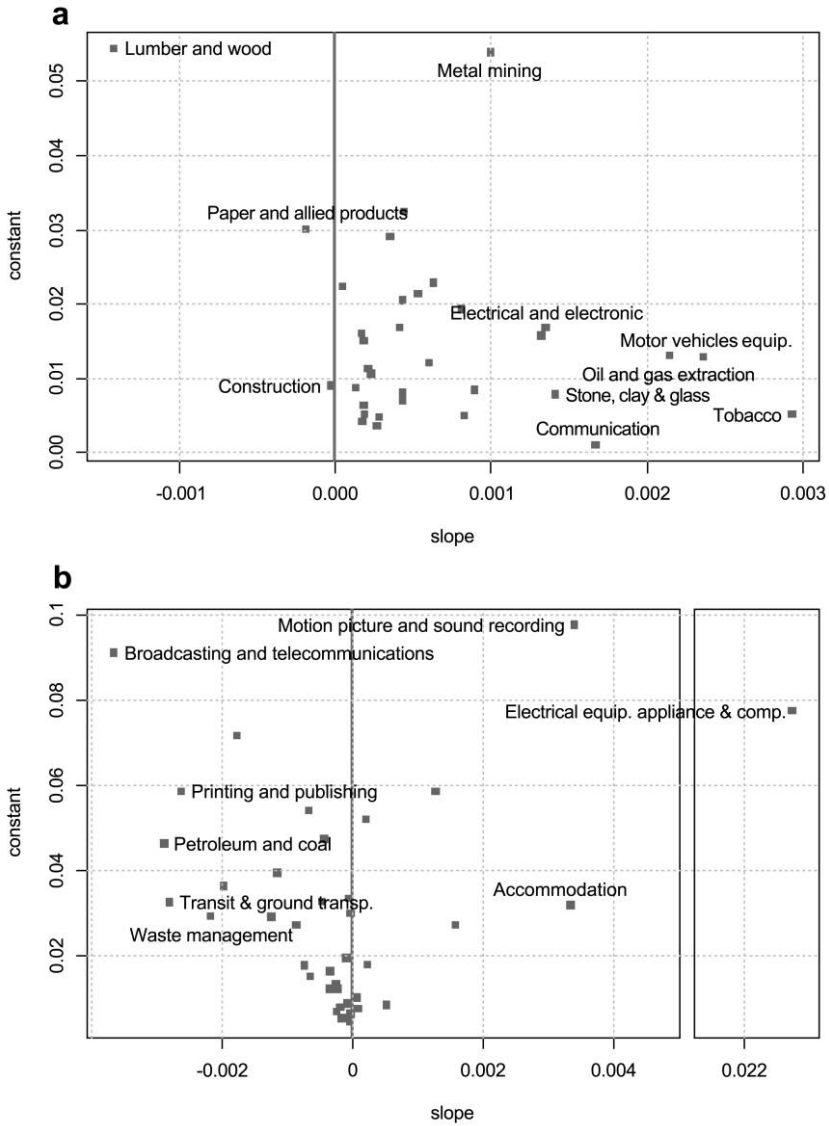 a
Lumber and wood
Metal mining
Paper and allied products
Electrical and electronic
Motor vehicles equip.
Oil and gas extraction
Construction
Stone, clay & glass
Tobacco
Communication
0.05
0.04
0.03
0.02
0.01
0.00
constant
-0.001
0.000
0.001
0.002
0.003
slope
b
Motion picture and sound recording
Broadcasting and telecommunications
Electrical equip. appliance & comp.
Printing and publishing
Petroleum and coal
Accommodation
Transit & ground transp.
Waste management
0.1
0.08
0.06
0.04
0.02
constant
-0.002
0
0.002
0.004
0.022
slope